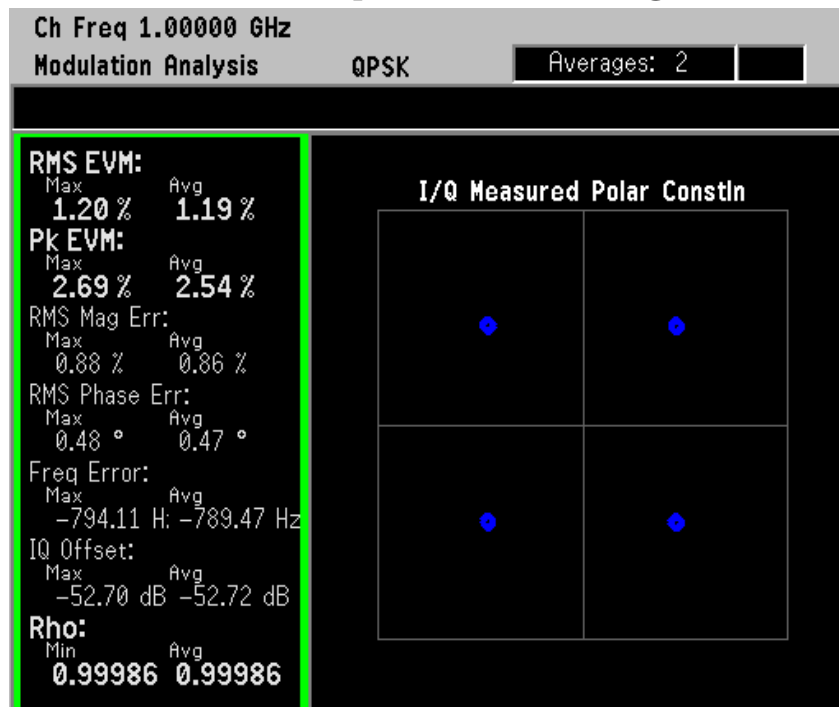 Ch Freq 1.00000 GHz
Modulation Analysis QPSK Averages: 2
RMS EVM:
Max Avg
1.20 % 1.19 %
Pk EVM:
Max Avg
2.69 % 2.54 %
RMS Mag Err:
Max Avg
0.88 % 0.86 %
RMS Phase Err:
Max Avg
0.48 ° 0.47 °
Freq Error:
Max Avg
-794.11 H: -789.47 Hz
IQ Offset:
Max Avg
-52.70 dB -52.72 dB
Rho:
Min Avg
0.99986 0.99986
I/Q Measured Polar Constln